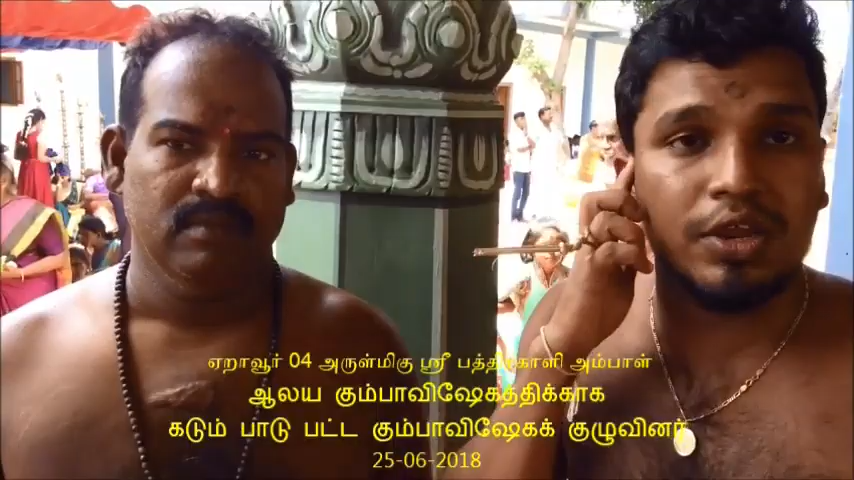 ஏறாவூர் 04 அருள்மிகு ஸ்ரீ பத்திரகாளி அம்பாள்
ஆலய கும்பாவிஷேகத்திக்காக
கடும் பாடு பட்ட கும்பாவிஷேகக் குழுவினர்
25-06-2018